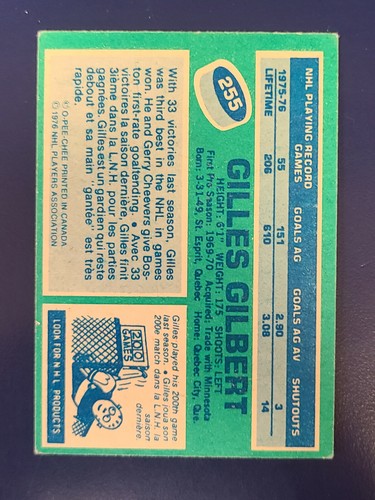 255
GILLES GILBERT
HEIGHT: 6'1" WEIGHT: 175 SHOOTS: LEFT
First Pro Season: 1969-70 Acquired: Trade with Minnesota
Born: 3-31-49, St. Esprit, Quebec Home: Quebec City, Que.
NHL PLAYING RECORD
GAMES GOALS AG GOALS AG AV SHUTOUTS
1975-76 55 151 2.90 3
LIFETIME 206 610 3.08 14
With 33 victories last season, Gilles
was third best in the NHL in games
won. He and Gerry Cheevers give Bos-
ton first-rate goaltending. • Avec 33
victoires la saison dernière, Gilles finit
3ième dans la L.N.H. pour les parties
gagnées. Gilles est un gardien qui reste
debout et sa main "gantée" est très
rapide.
© O-PEE-CHEE PRINTED IN CANADA
© 1976 NHL PLAYERS ASSOCIATION
Gilles played his 200th game
last season. • Gilles joua son
200e match dans la L.N.H. la
saison
dernière.
200
GAMES
LOOK FOR N.H.L. PRODUCTS.